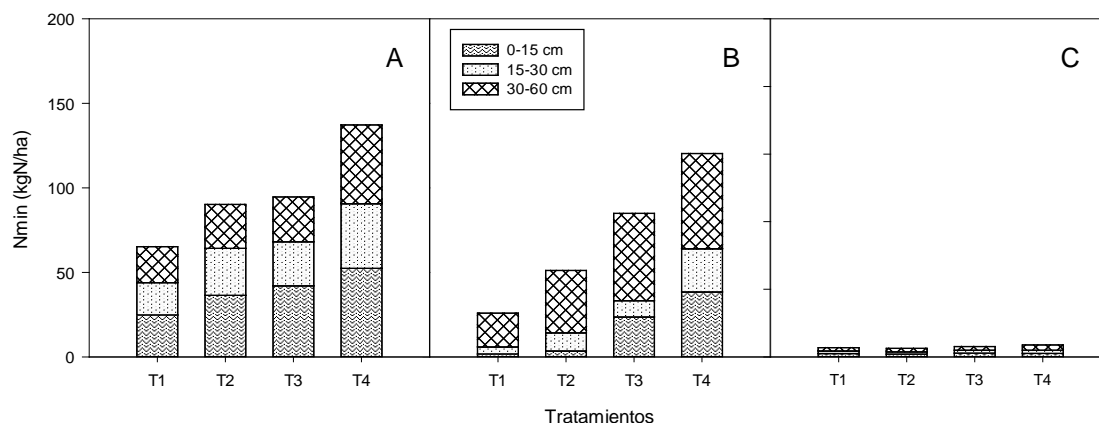 200
150
100
50
0
Nmin (kgN/ha)
A
B
C
0-15 cm
15-30 cm
30-60 cm
T1 T2 T3 T4
T1 T2 T3 T4
T1 T2 T3 T4
Tratamientos